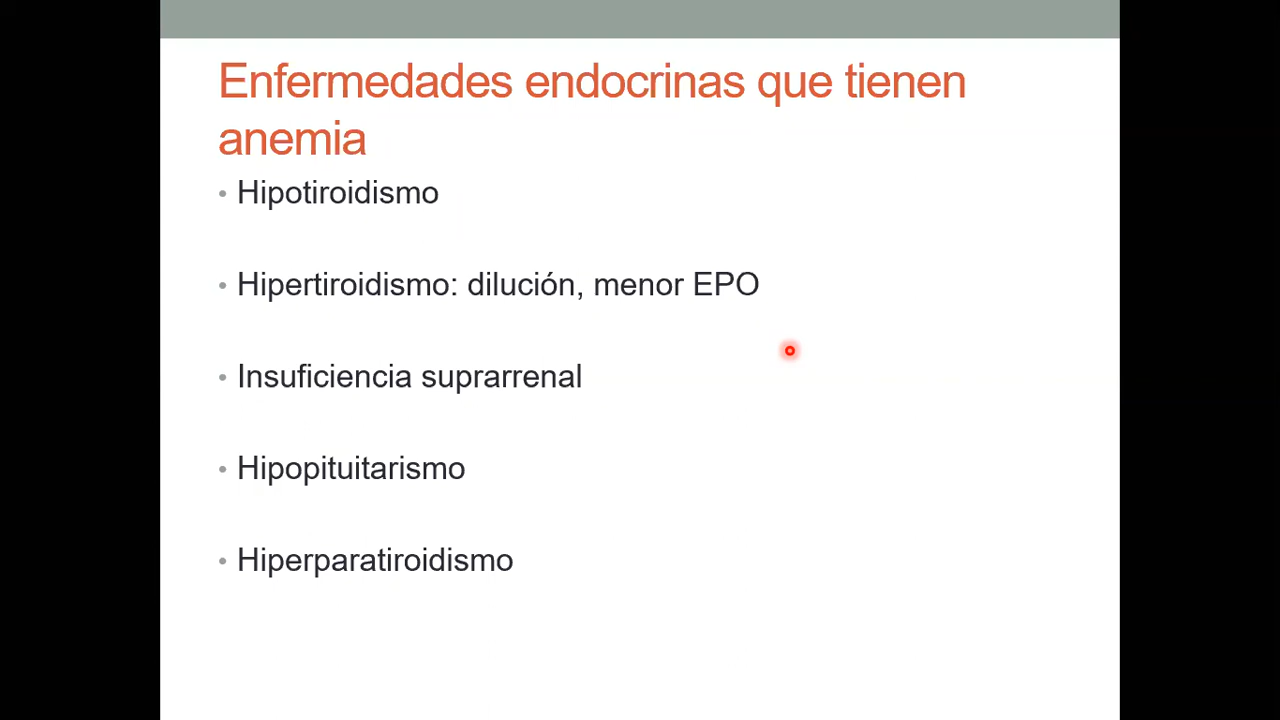 Enfermedades endocrinas que tienen
anemia
• Hipotiroidismo
• Hipertiroidismo: dilución, menor EPO
• Insuficiencia suprarrenal
• Hipopituitarismo
• Hiperparatiroidismo